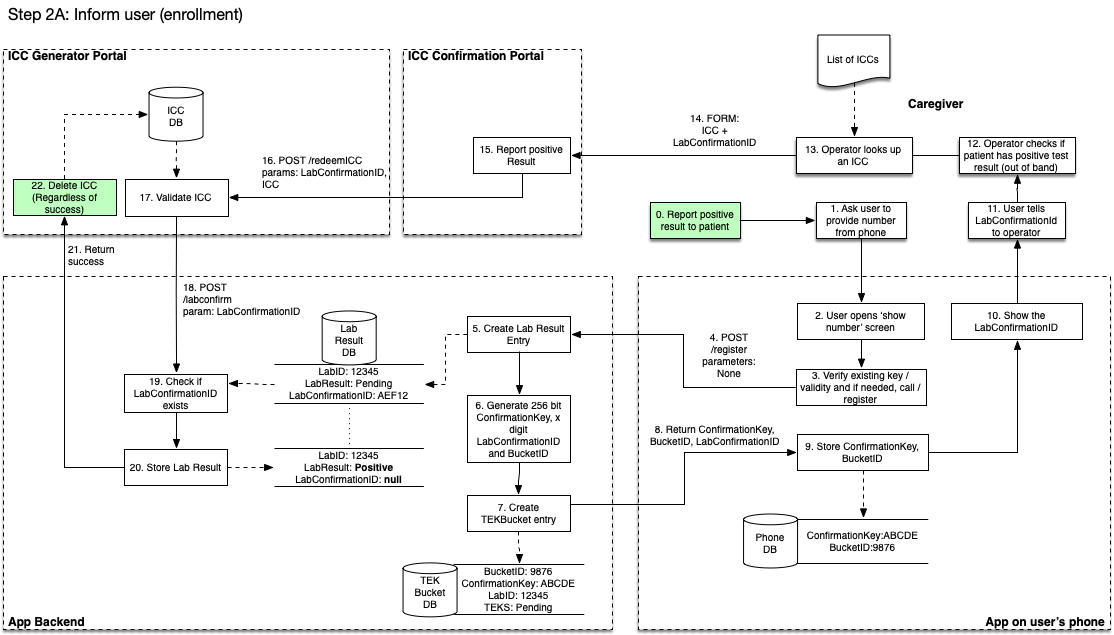 Step 2A: Inform user (enrollment)
ICC Generator Portal
ICC
DB
22. Delete ICC
(Regardless of
success)
17. Validate ICC
16. POST /redeemICC
params: LabConfirmationID,
ICC
ICC Confirmation Portal
15. Report positive
Result
14. FORM:
ICC +
LabConfirmationID
List of ICCs
Caregiver
13. Operator looks up
an ICC
12. Operator checks if
patient has positive test
result (out of band)
0. Report positive
result to patient
1. Ask user to
provide number
from phone
11. User tells
LabConfirmationId
to operator
21. Return
success
18. POST
/labconfirm
param: LabConfirmationID
Lab
Result
DB
LabID: 12345
LabResult: Pending
LabConfirmationID: AEF12
19. Check if
LabConfirmationID
exists
20. Store Lab Result
LabID: 12345
LabResult: Positive
LabConfirmationID: null
5. Create Lab Result
Entry
6. Generate 256 bit
ConfirmationKey, x
digit
LabConfirmationID
and BucketID
7. Create
TEKBucket entry
TEK
Bucket
DB
BucketID: 9876
ConfirmationKey: ABCDE
LabID: 12345
TEKS: Pending
App Backend
4. POST
/register
parameters:
None
2. User opens ‘show
number’ screen
3. Verify existing key /
validity and if needed, call /
register
10. Show the
LabConfirmationID
8. Return ConfirmationKey,
BucketID, LabConfirmationID
9. Store ConfirmationKey,
BucketID
Phone
DB
ConfirmationKey:ABCDE
BucketID:9876
App on user’s phone